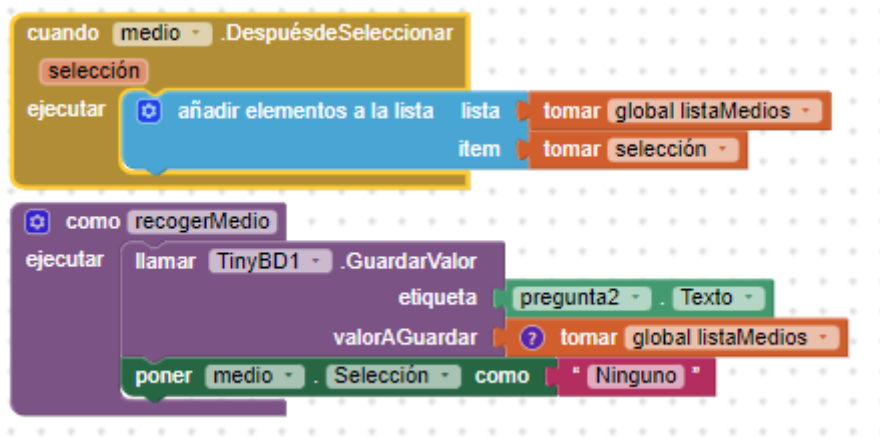 cuando medio .DespuésdeSeleccionar
selección
ejecutar añadir elementos a la lista lista tomar global listaMedios
item tomar selección
como recogerMedio
ejecutar llamar TinyBD1 .GuardarValor
etiqueta pregunta2 . Texto
valorAGuardar ? tomar global listaMedios
poner medio . Selección como " Ninguno "